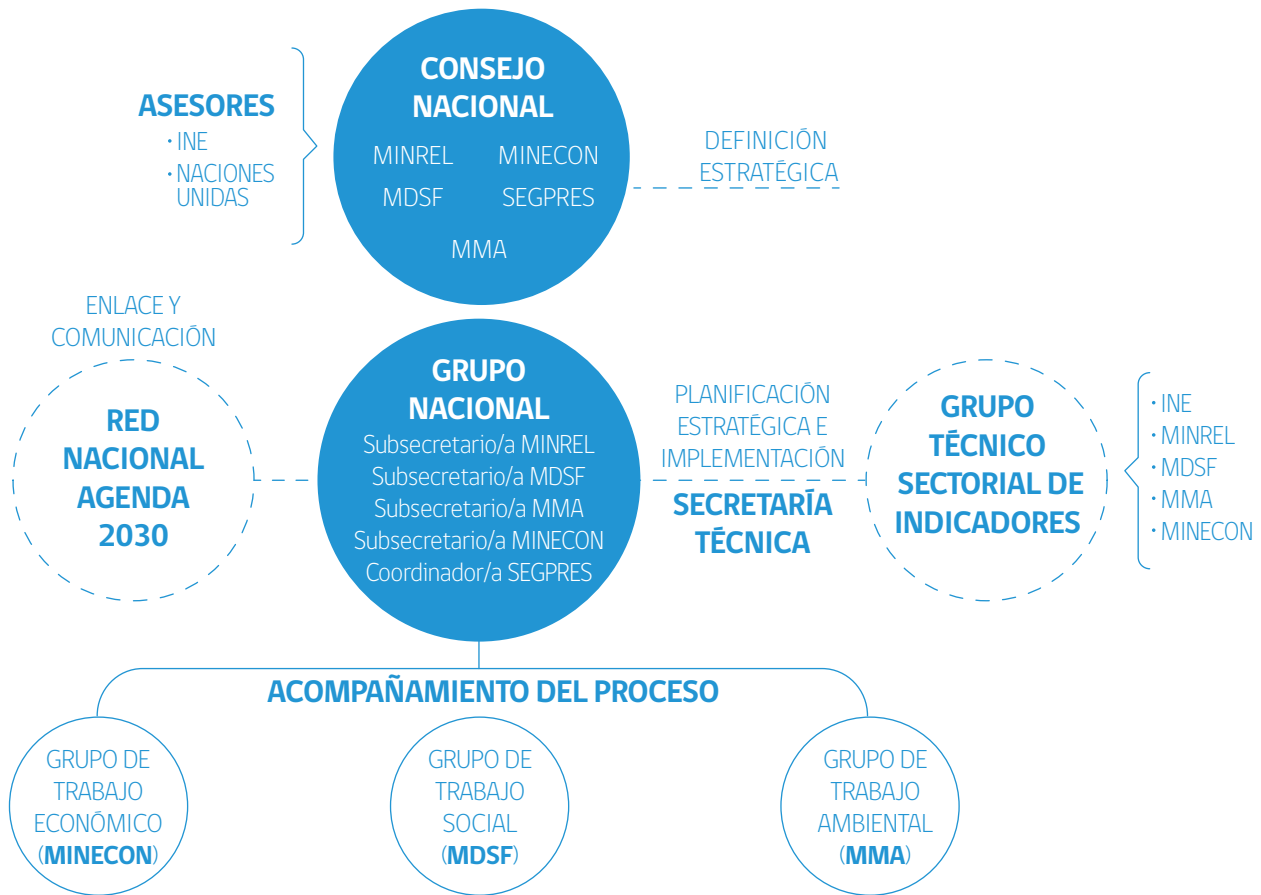 CONSEJO
NACIONAL
MINREL MINECON
MDSF SEGPRES
MMA
ASESORES
· INE
· NACIONES
UNIDAS
DEFINICIÓN
ESTRATÉGICA
ENLACE Y
COMUNICACIÓN
RED
NACIONAL
AGENDA
2030
GRUPO
NACIONAL
Subsecretario/a MINREL
Subsecretario/a MDSF
Subsecretario/a MMA
Subsecretario/a MINECON
Coordinador/a SEGPRES
PLANIFICACIÓN
ESTRATÉGICA E
IMPLEMENTACIÓN
SECRETARÍA
TÉCNICA
GRUPO
TÉCNICO
SECTORIAL DE
INDICADORES
· INE
· MINREL
· MDSF
· MMA
· MINECON
ACOMPAÑAMIENTO DEL PROCESO
GRUPO DE
TRABAJO
ECONÓMICO
(MINECON)
GRUPO DE
TRABAJO
SOCIAL
(MDSF)
GRUPO DE
TRABAJO
AMBIENTAL
(MMA)